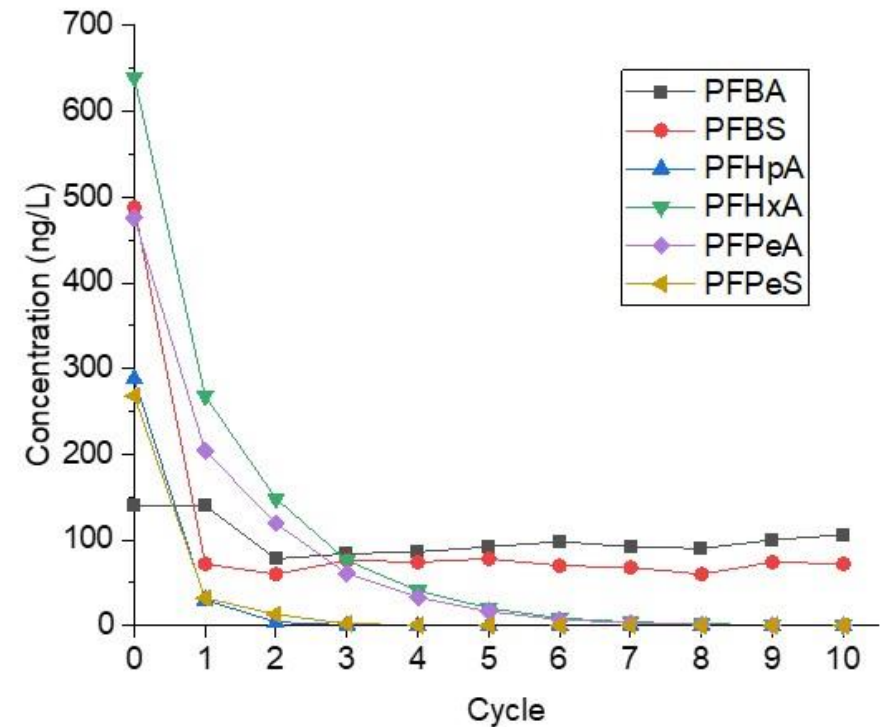 700
600
500
400
300
200
100
0
Concentration (ng/L)
PFBA
PFBS
PFHpA
PFHxA
PFPeA
PFPeS
0 1 2 3 4 5 6 7 8 9 10
Cycle